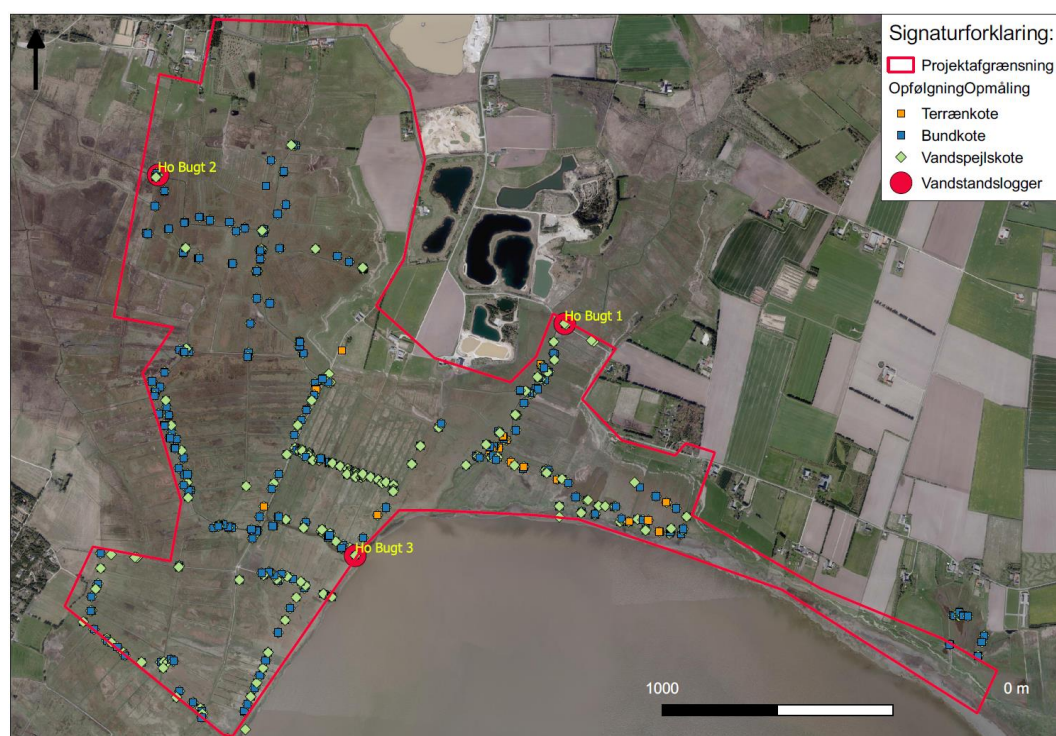 Signaturforklaring:
Projektafgrænsning
OpfølgningOpmåling
Terrænkote
Bundkote
Vandspejlskote
Vandstandslogger
Ho Bugt 2
Ho Bugt 1
Ho Bugt 3
1000
0 m